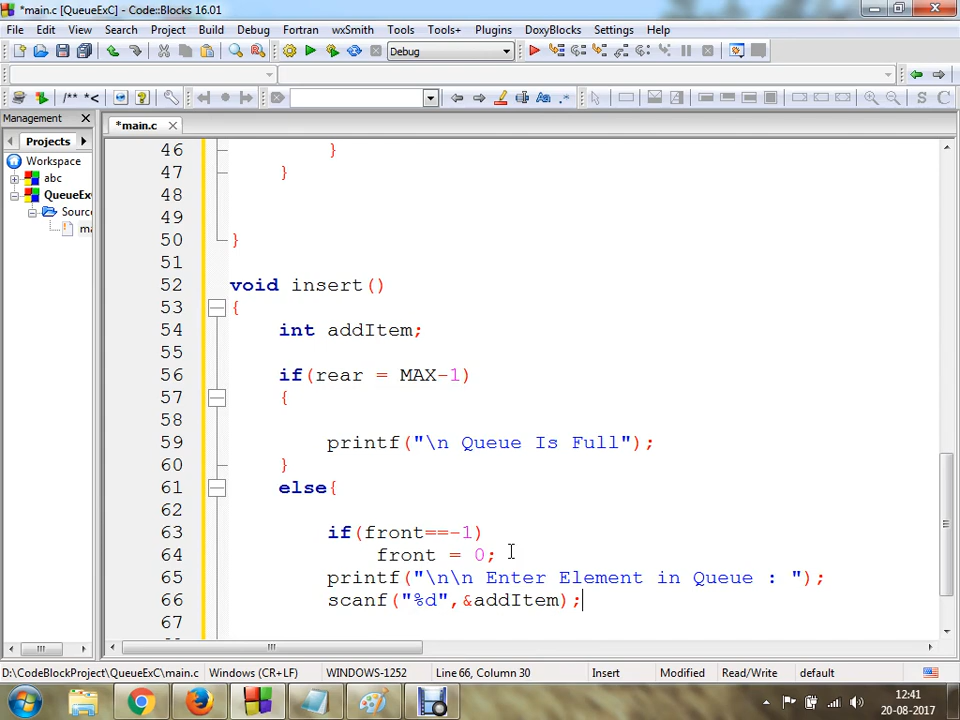 *main.c [QueueExC] - Code::Blocks 16.01
File Edit View Search Project Build Debug Fortran wxSmith Tools Tools+ Plugins DoxyBlocks Settings Help
Debug
/** *<
Management
*main.c
Projects
Workspace
abc
QueueExC
Sourc
ma
46 }
47 }
48
49
50 }
51
52 void insert()
53 {
54 int addItem;
55
56 if(rear = MAX-1)
57 {
58
59 printf("\n Queue Is Full");
60 }
61 else{
62
63 if(front==-1)
64 front = 0;
65 printf("\n\n Enter Element in Queue : ");
66 scanf("%d",&addItem);
67
D:\CodeBlockProject\QueueExC\main.c Windows (CR+LF) WINDOWS-1252 Line 66, Column 30 Insert Modified Read/Write default
12:41
20-08-2017